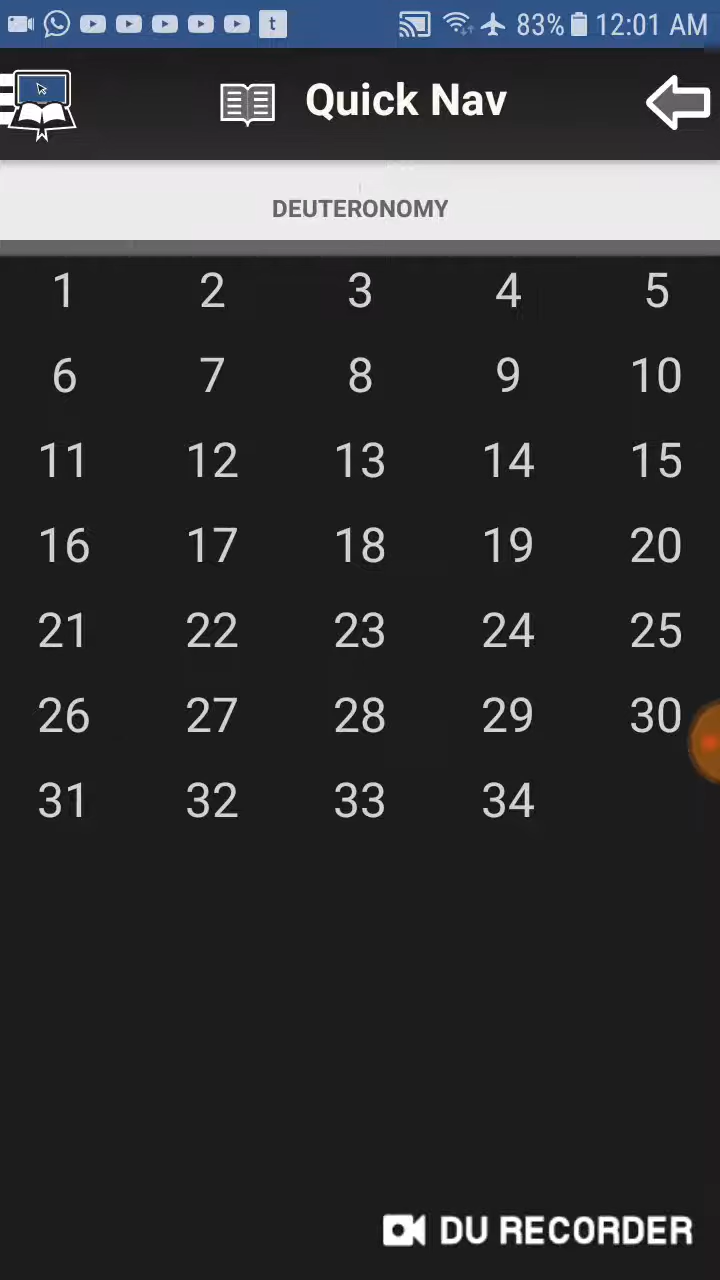 t 83% 12:01 AM
Quick Nav
DEUTERONOMY
1 2 3 4 5
6 7 8 9 10
11 12 13 14 15
16 17 18 19 20
21 22 23 24 25
26 27 28 29 30
31 32 33 34
DU RECORDER